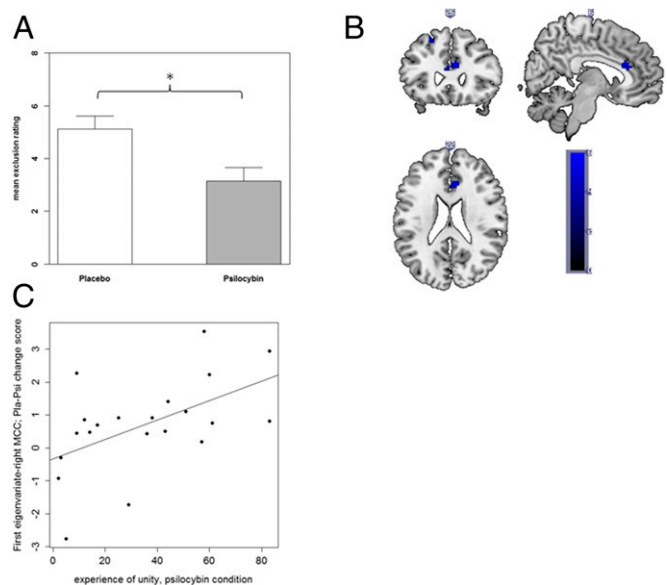 A
mean exclusion rating
8
6
4
2
0
*
Placebo
Psilocybin
B
C
First eigenvariate-right MCC; Pla-Psi change score
3
2
1
0
-1
-2
-3
0
20
40
60
80
experience of unity, psilocybin condition